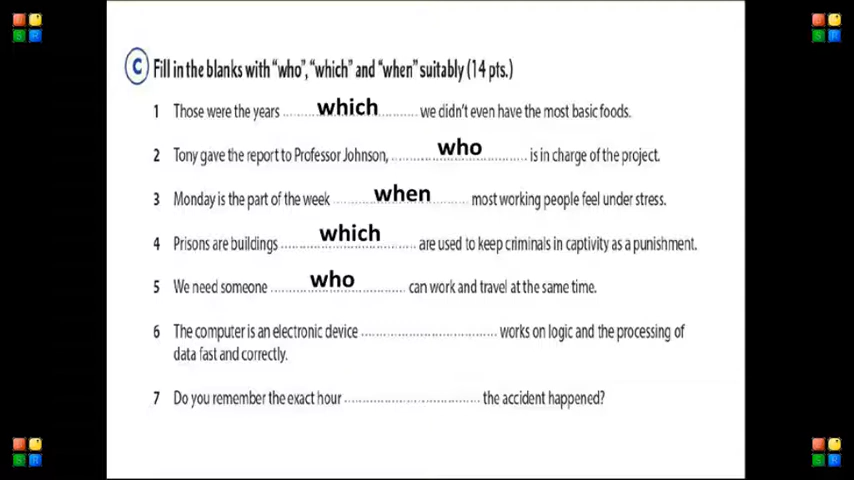 C Fill in the blanks with "who", "which" and "when" suitably (14 pts.)
1 Those were the years ........ which ........ we didn't even have the most basic foods.
2 Tony gave the report to Professor Johnson, ........ who ........ is in charge of the project.
3 Monday is the part of the week ........ when ........ most working people feel under stress.
4 Prisons are buildings ........ which ........ are used to keep criminals in captivity as a punishment.
5 We need someone ........ who ........ can work and travel at the same time.
6 The computer is an electronic device ................................ works on logic and the processing of
data fast and correctly.
7 Do you remember the exact hour ................................ the accident happened?
S R
S R
S R
S R